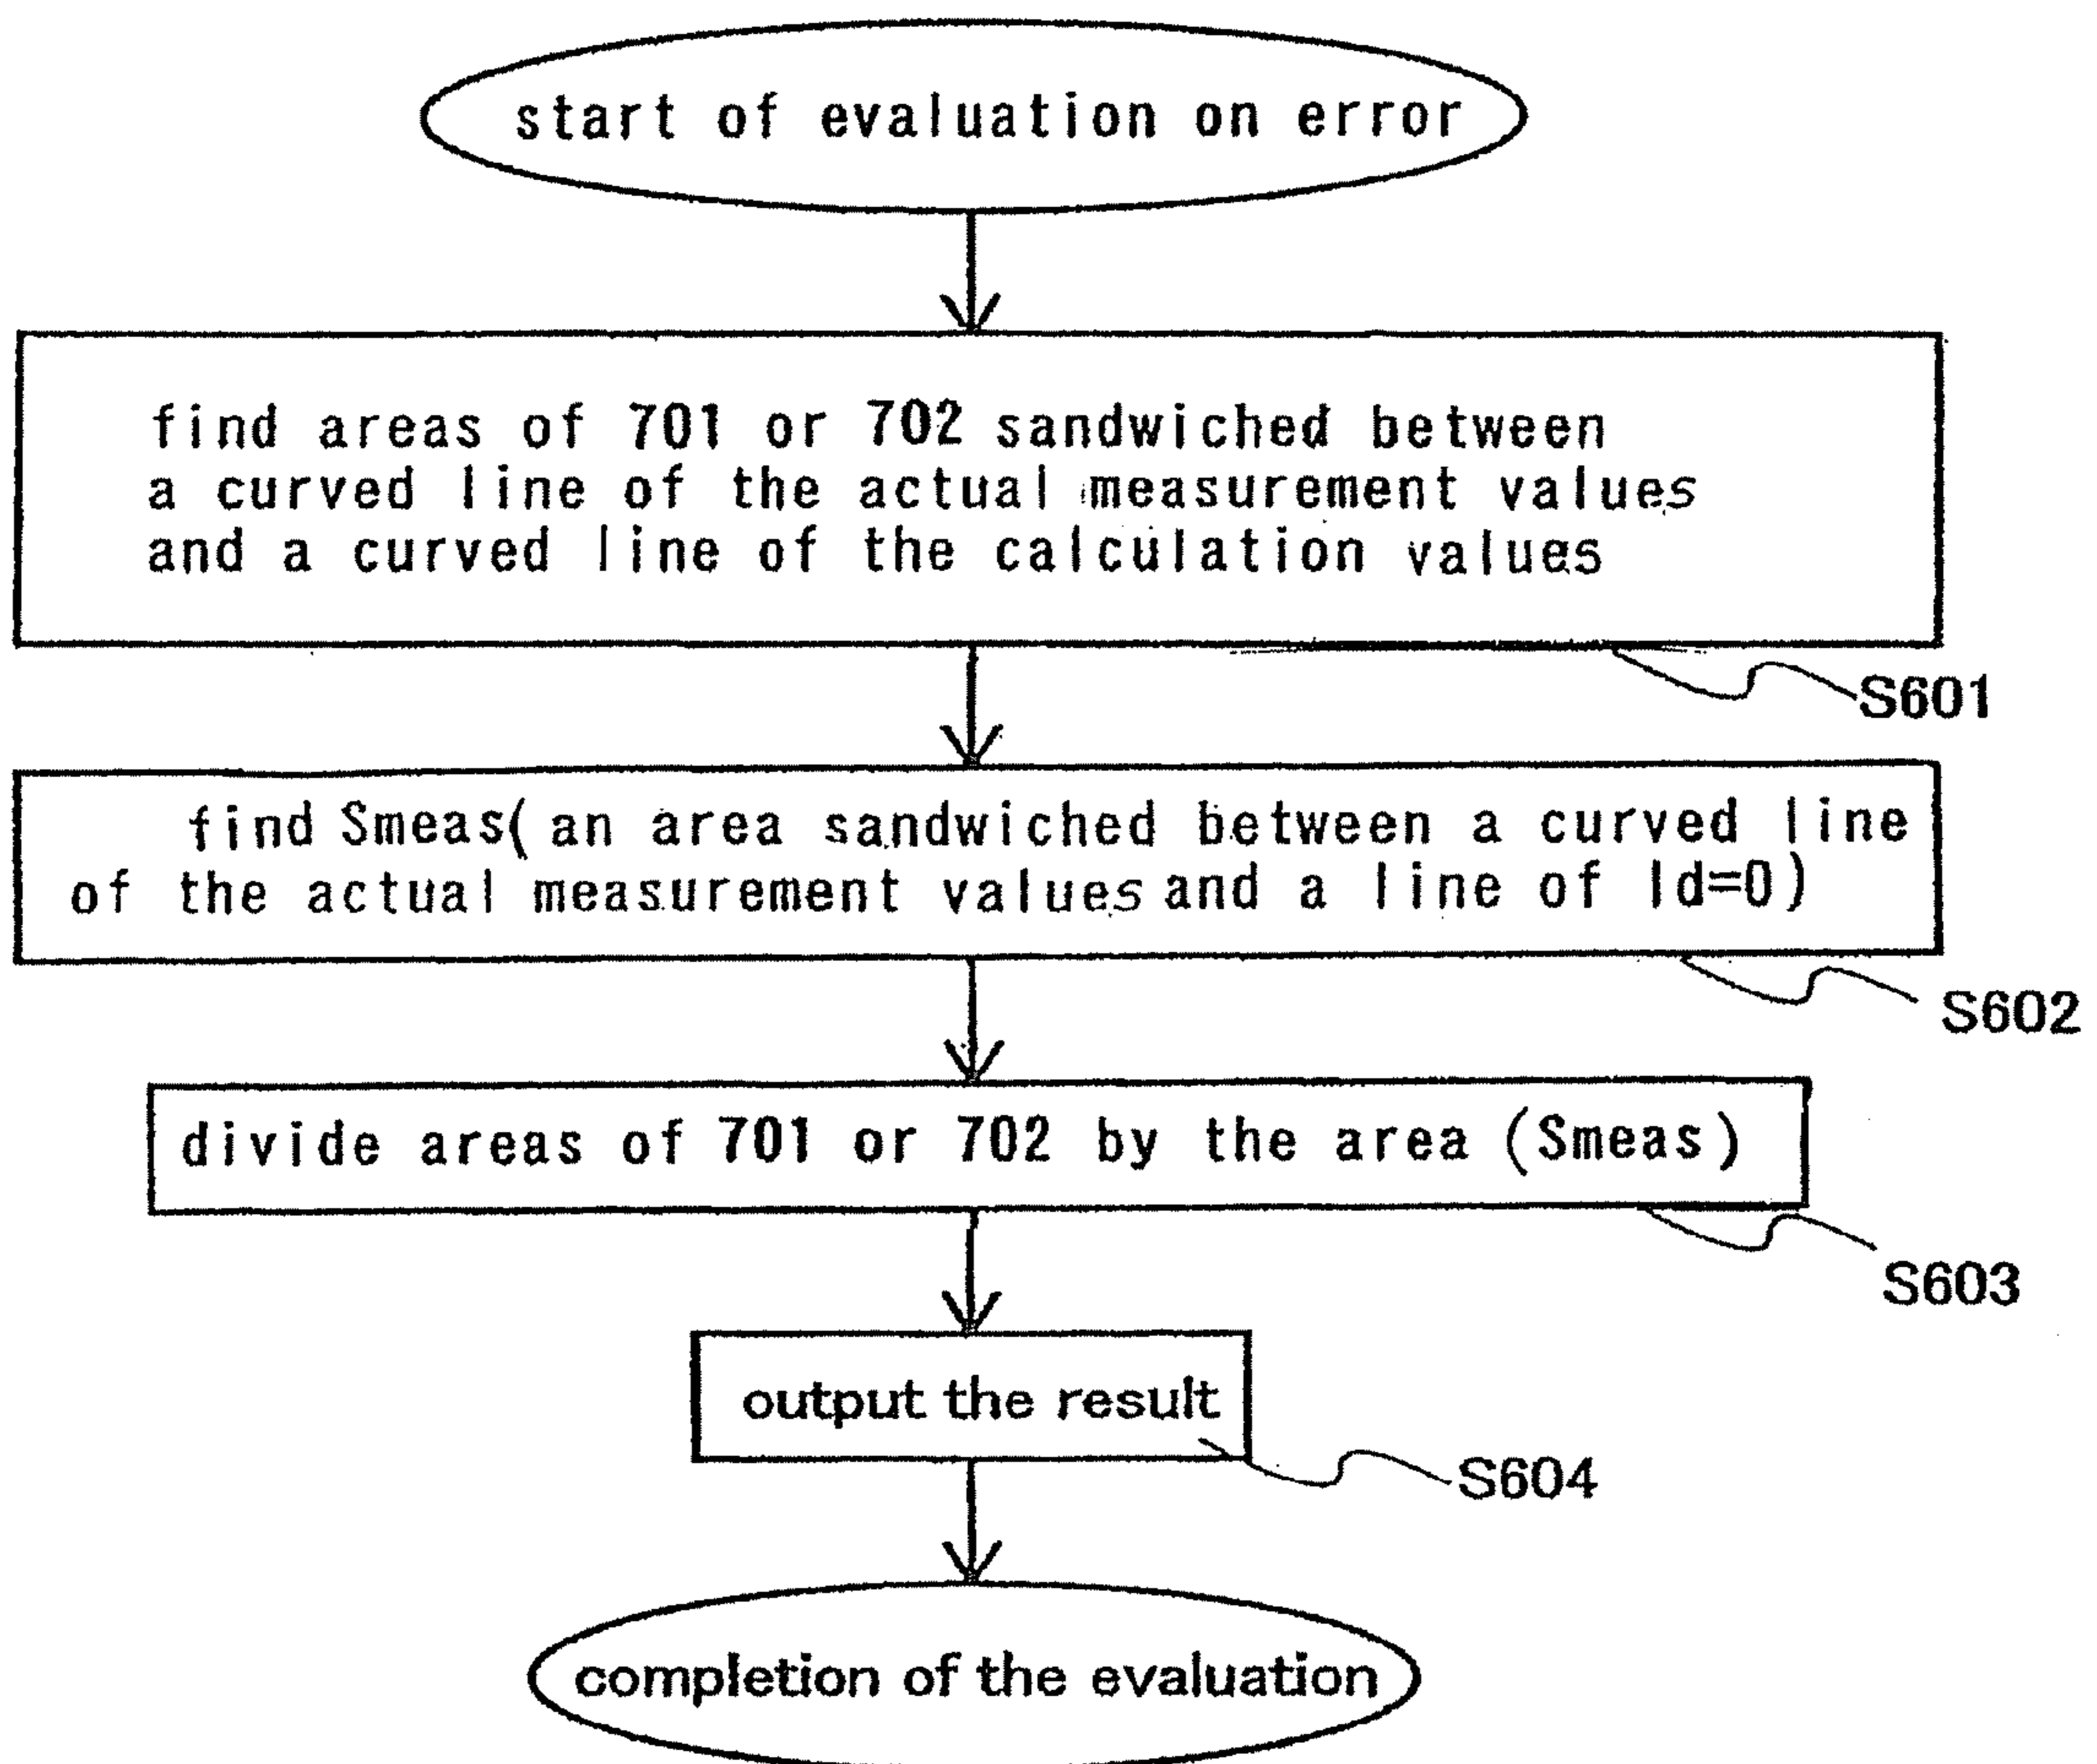 start of evaluation on error
find areas of 701 or 702 sandwiched between
a curved line of the actual measurement values
and a curved line of the calculation values
S601
find Smeas(an area sandwiched between a curved line
of the actual measurement values and a line of Id=0)
S602
divide areas of 701 or 702 by the area (Smeas)
S603
output the result
S604
completion of the evaluation